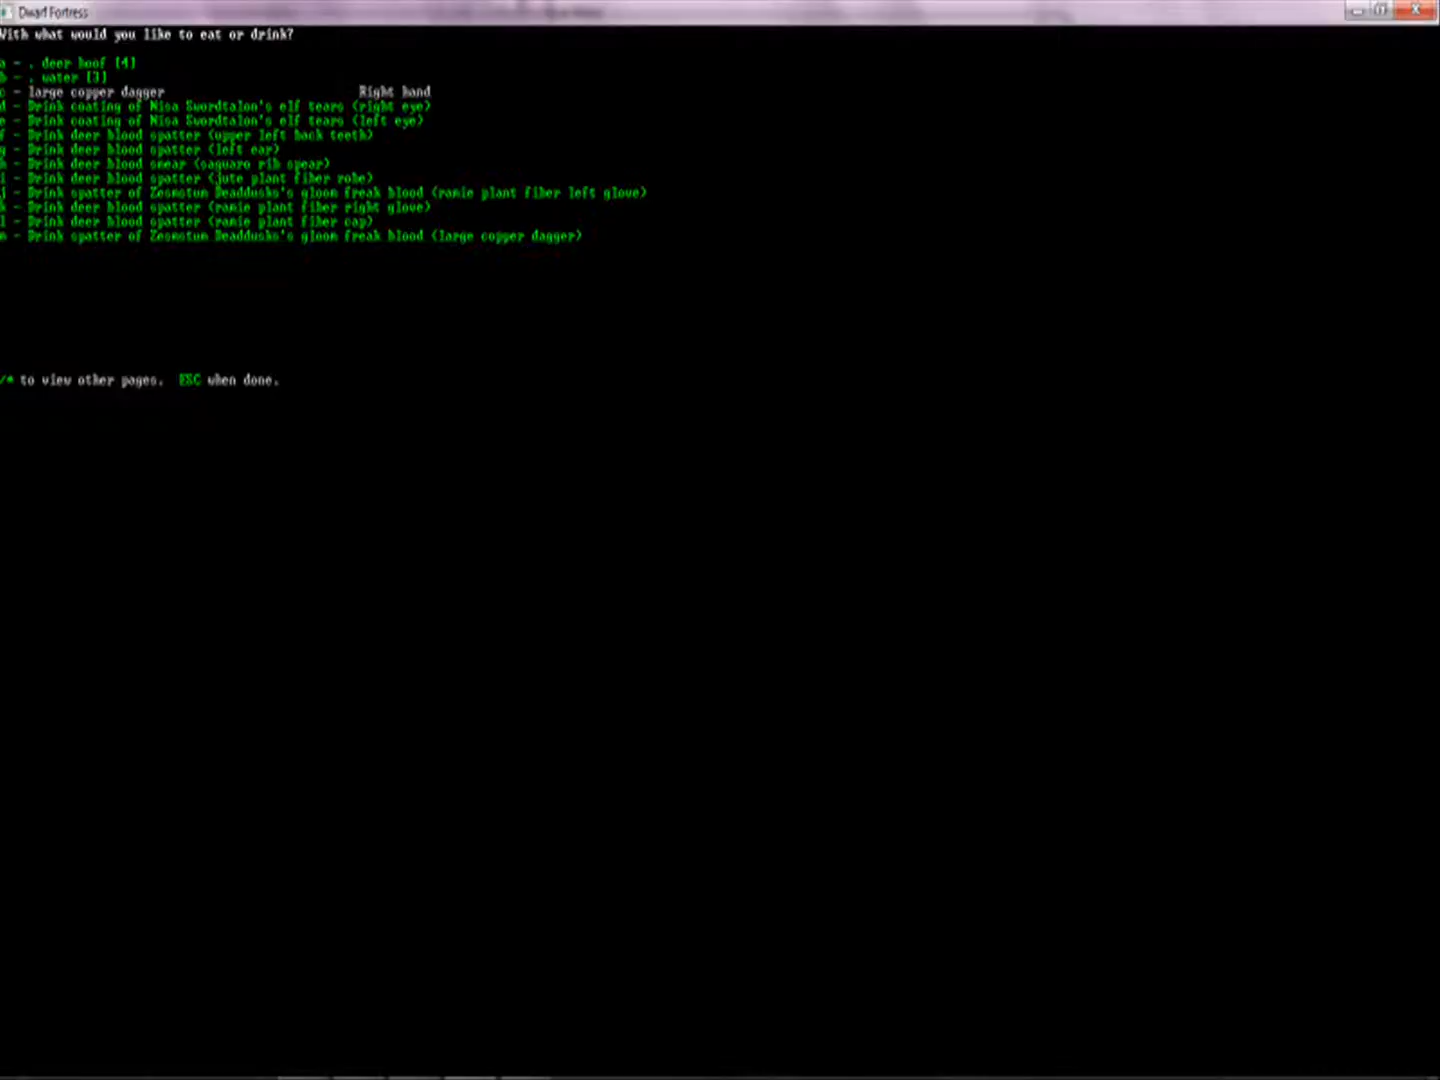 Dwarf Fortress
With what would you like to eat or drink?
a - . deer hoof [4]
b - . water [3]
c - large copper dagger Right hand
d - Drink coating of Nisa Swordtalon's elf tears (right eye)
e - Drink coating of Nisa Swordtalon's elf tears (left eye)
f - Drink deer blood spatter (upper left back teeth)
g - Drink deer blood spatter (left ear)
h - Drink deer blood smear (saguaro rib spear)
i - Drink deer blood spatter (jute plant fiber robe)
j - Drink spatter of Deaddusks's gloom freak blood (ramie plant fiber left glove)
k - Drink deer blood spatter (ramie plant fiber right glove)
l - Drink deer blood spatter (ramie plant fiber cap)
m - Drink spatter of Deaddusks's gloom freak blood (large copper dagger)
/* to view other pages. ESC when done.